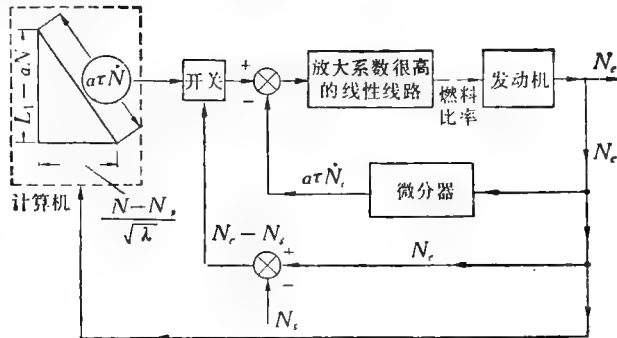 L₁ − aN
aτṄ
N − Nₛ
√λ
计算机
开关
+
−
放大系数很高
的线性线路
燃料
比率
发动机
Nₑ
Nₑ
微分器
aτṄₑ
Nₑ − Nₛ
+
−
Nₑ
Nₛ